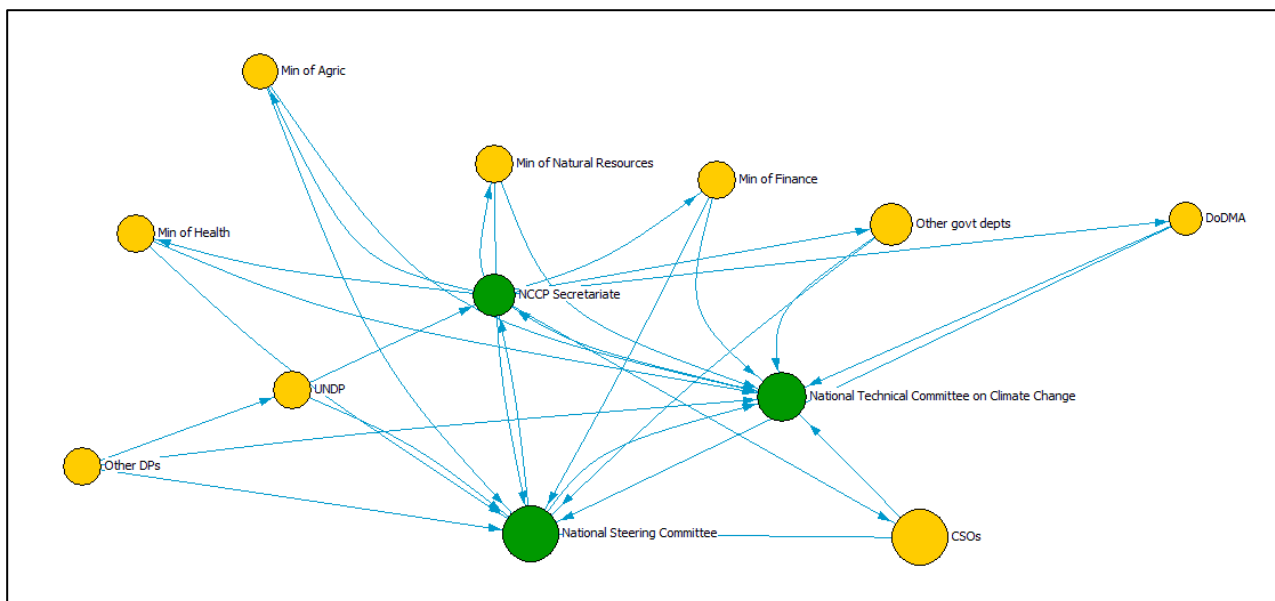 Min of Agric
Min of Natural Resources
Min of Finance
Other govt depts
DoDMA
Min of Health
NCCP Secretariate
UNDP
National Technical Committee on Climate Change
Other DPs
National Steering Committee
CSOs